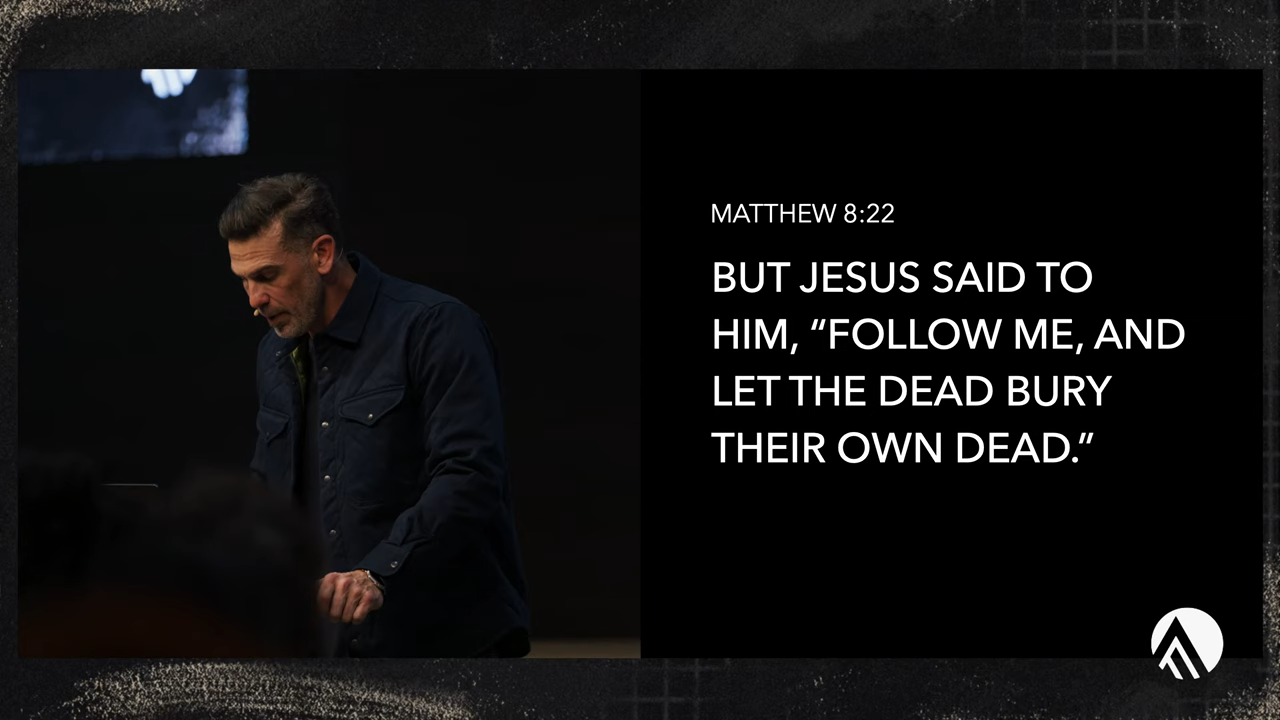 MATTHEW 8:22
BUT JESUS SAID TO
HIM, “FOLLOW ME, AND
LET THE DEAD BURY
THEIR OWN DEAD.”